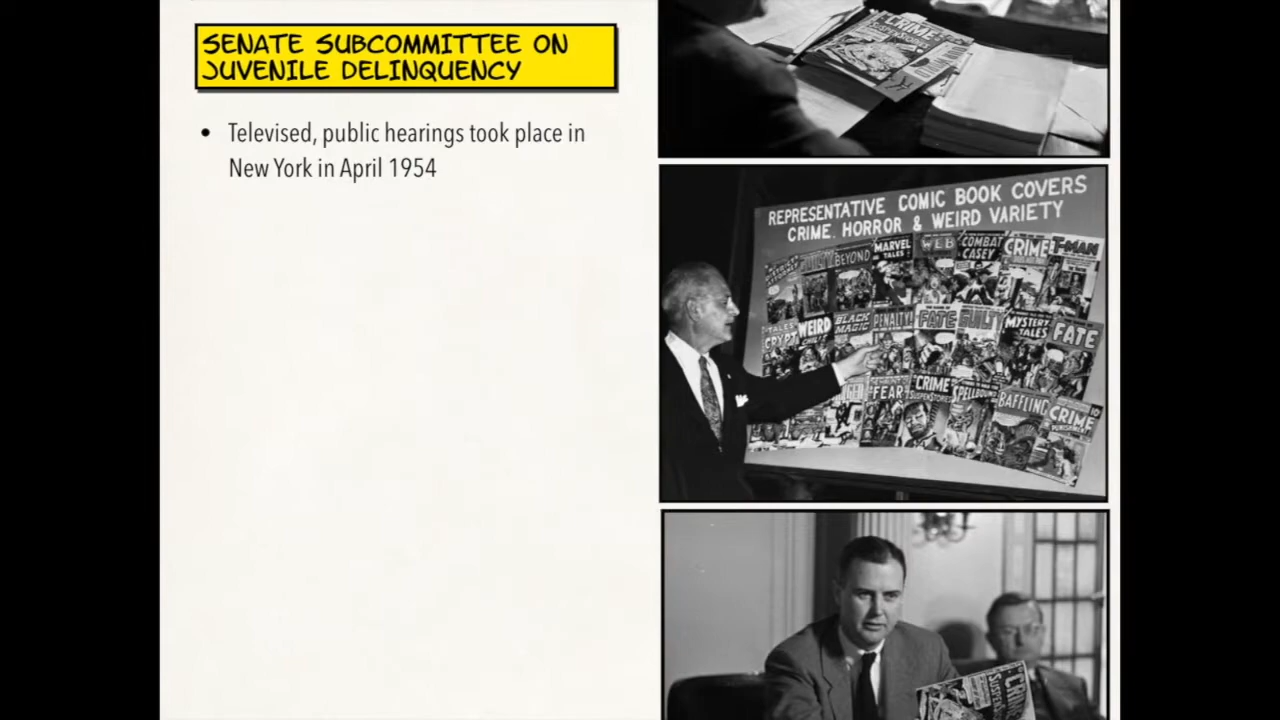 SENATE SUBCOMMITTEE ON
JUVENILE DELINQUENCY
• Televised, public hearings took place in
New York in April 1954
CRIME
SUSPENSTORIES
REPRESENTATIVE COMIC BOOK COVERS
CRIME, HORROR & WEIRD VARIETY
BEYOND
MARVEL
TALES
WEB
COMBAT
CASEY
CRIME
T-MAN
TALES
CRYPT
WEIRD
BLACK
MAGIC
PENALTY!
FATE
GUILTY
MYSTERY
TALES
FATE
FEAR
CRIME
SUSPENSTORIES
SPELLBOUND
BAFFLING
CRIME